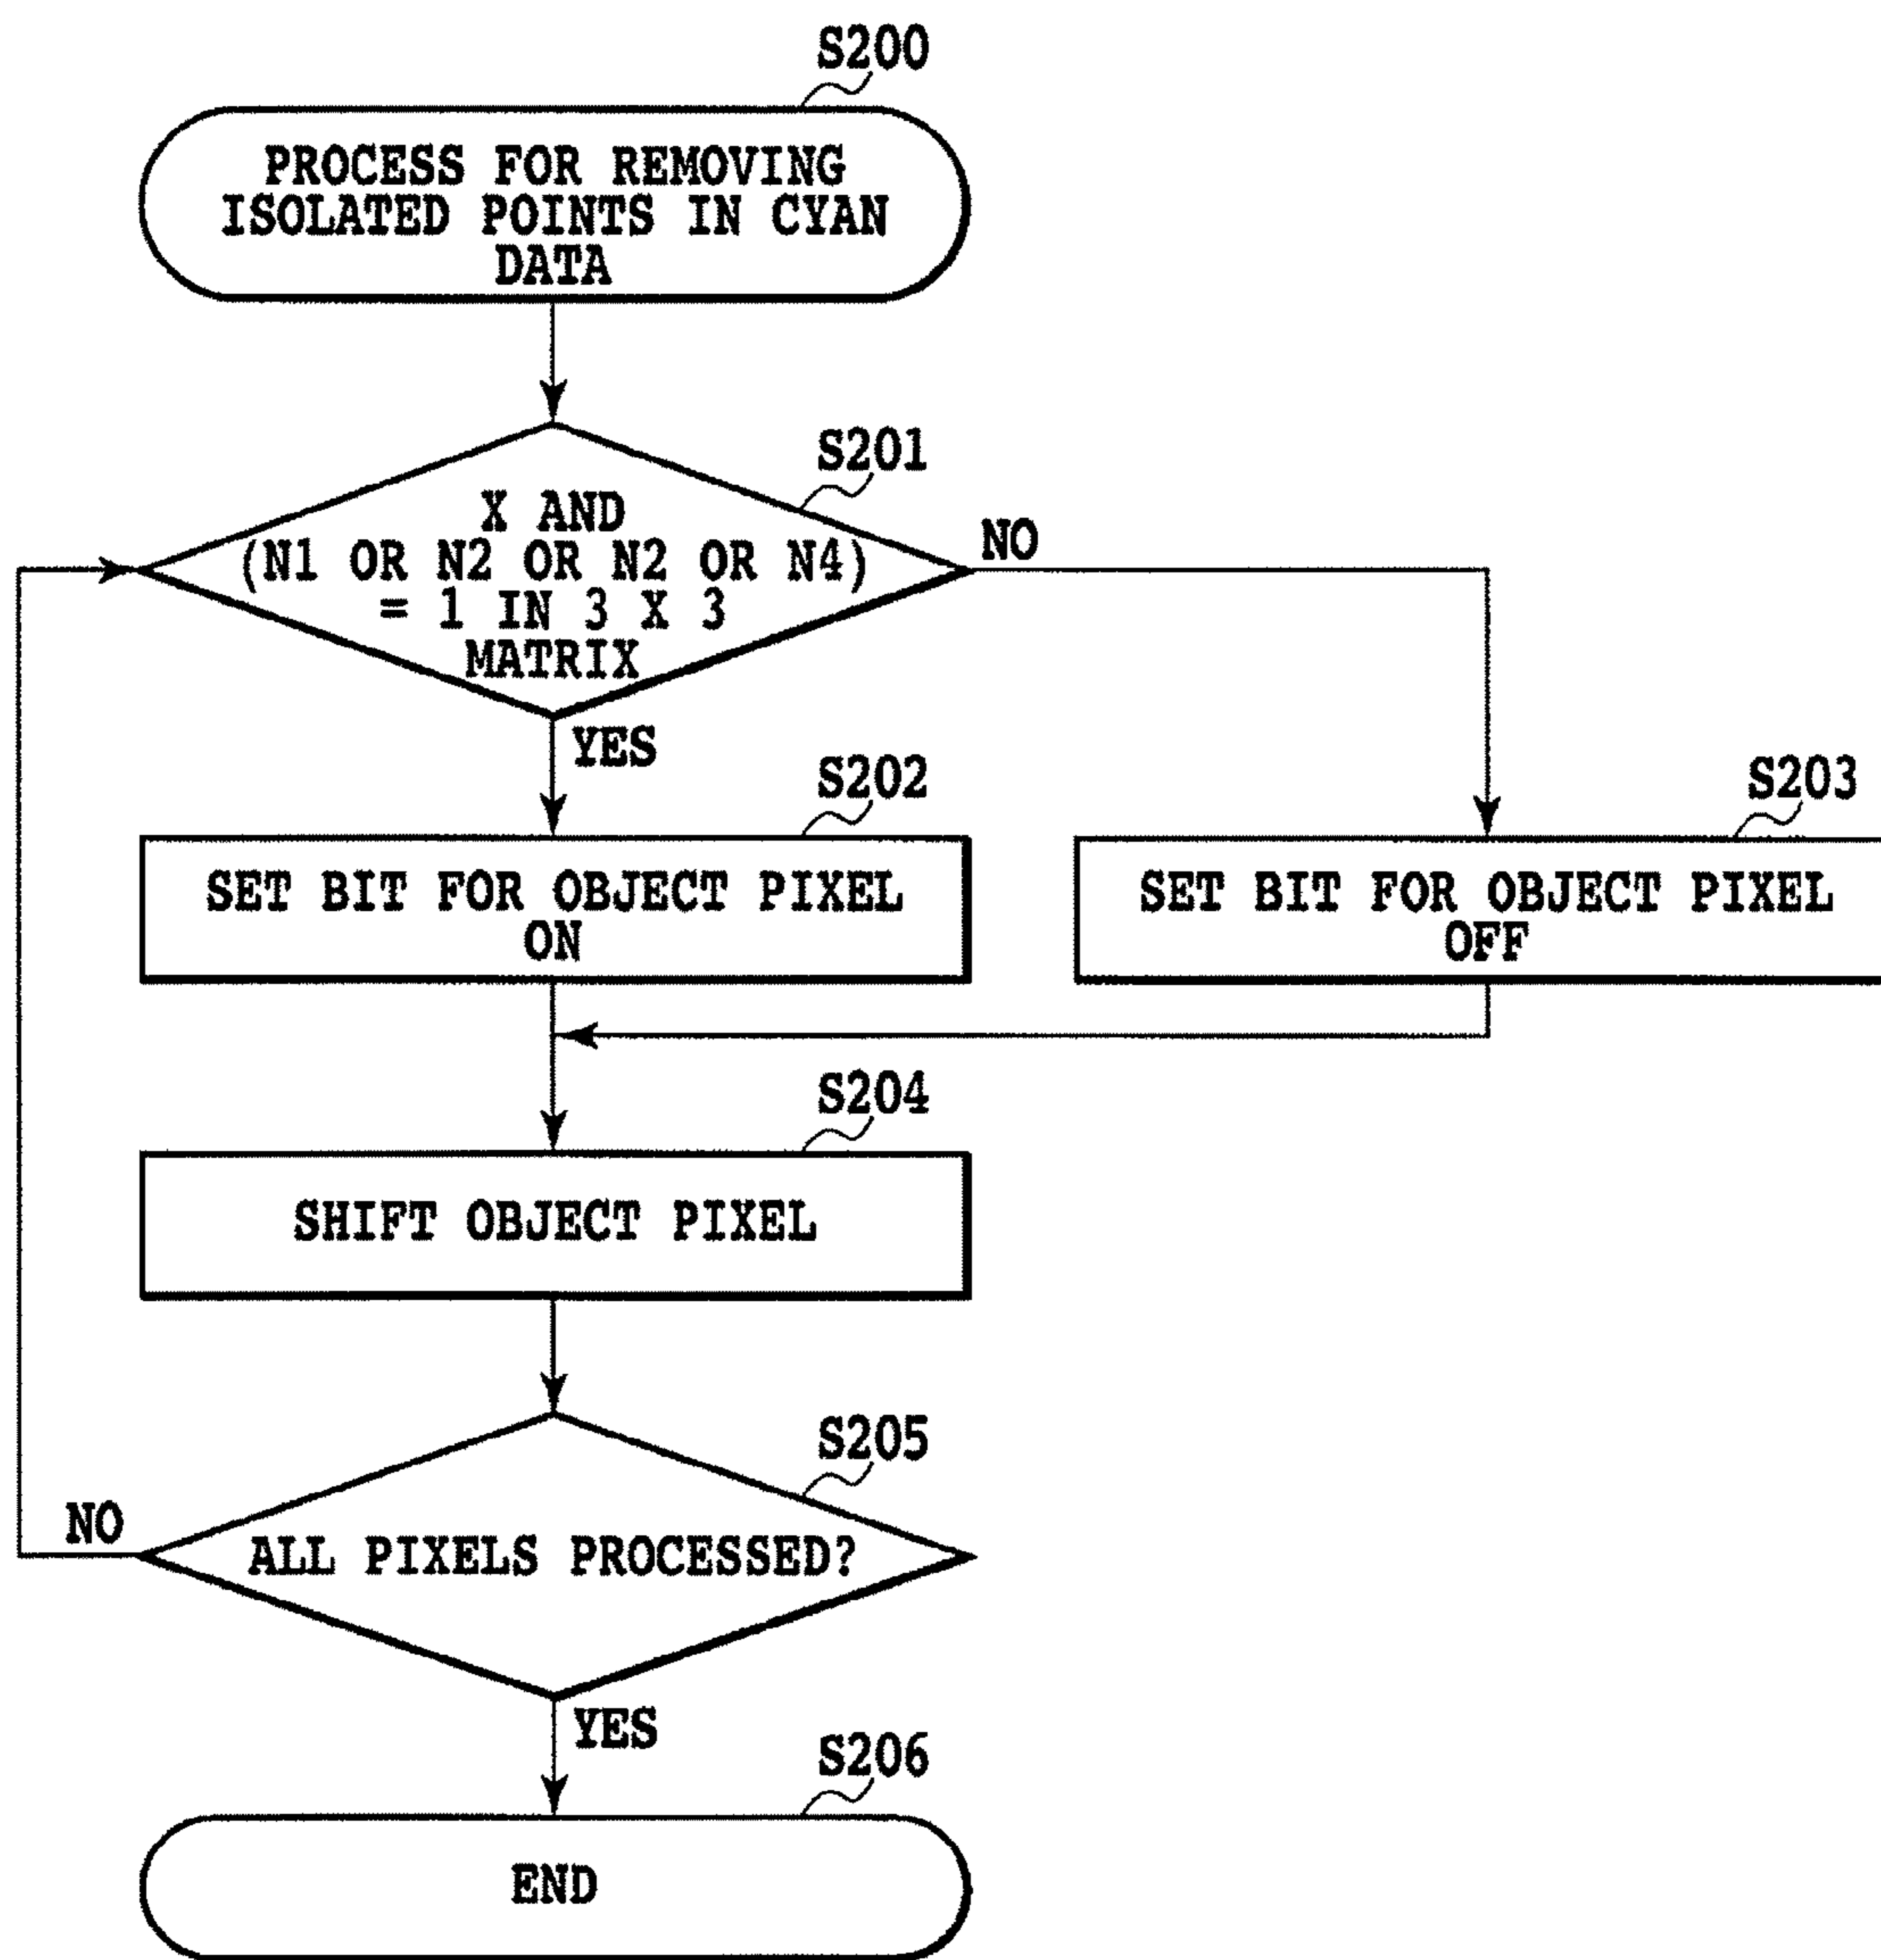 S200
PROCESS FOR REMOVING
ISOLATED POINTS IN CYAN
DATA
S201
X AND
(N1 OR N2 OR N2 OR N4)
= 1 IN 3 X 3
MATRIX
NO
YES
S202
SET BIT FOR OBJECT PIXEL
ON
S203
SET BIT FOR OBJECT PIXEL
OFF
S204
SHIFT OBJECT PIXEL
S205
ALL PIXELS PROCESSED?
NO
YES
S206
END